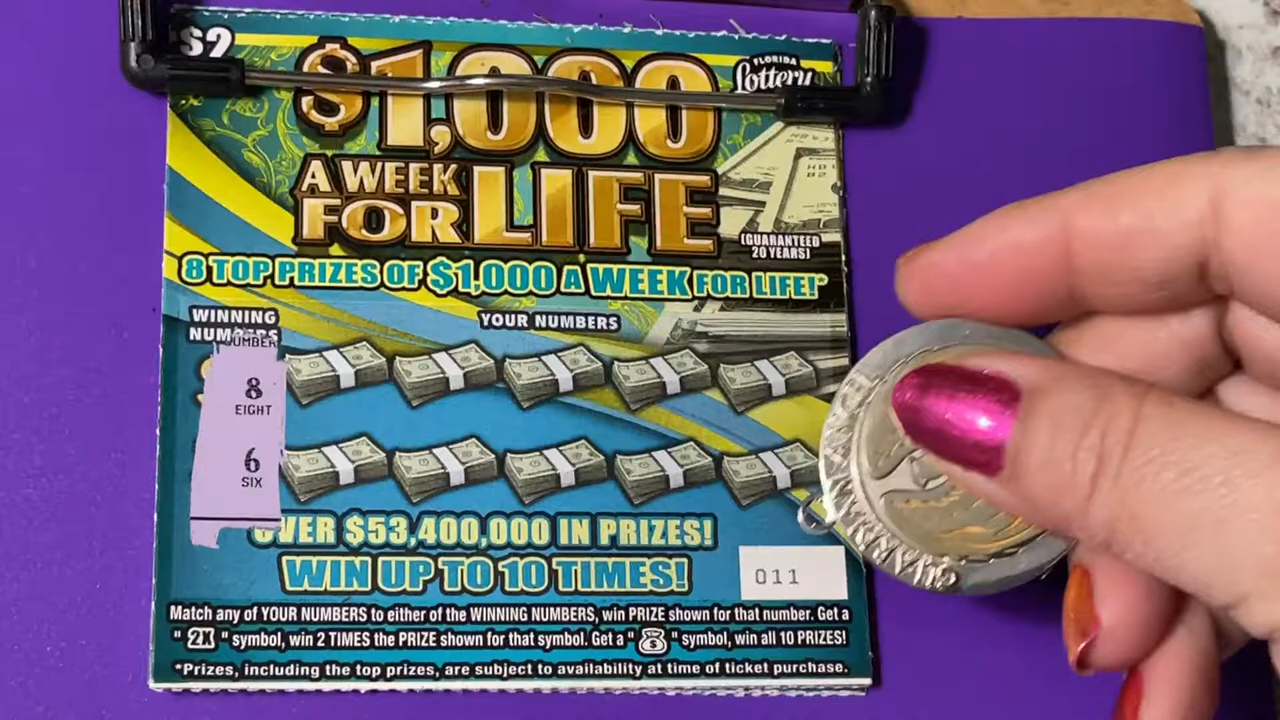 $2
$1,000
FLORIDA
Lottery
A WEEK
FOR LIFE
(GUARANTEED
20 YEARS)
8 TOP PRIZES OF $1,000 A WEEK FOR LIFE!*
WINNING
NUMBERS
YOUR NUMBERS
NUMBER
8
EIGHT
6
SIX
OVER $53,400,000 IN PRIZES!
WIN UP TO 10 TIMES!
011
Match any of YOUR NUMBERS to either of the WINNING NUMBERS, win PRIZE shown for that number. Get a
"2X" symbol, win 2 TIMES the PRIZE shown for that symbol. Get a " $ " symbol, win all 10 PRIZES!
*Prizes, including the top prizes, are subject to availability at time of ticket purchase.